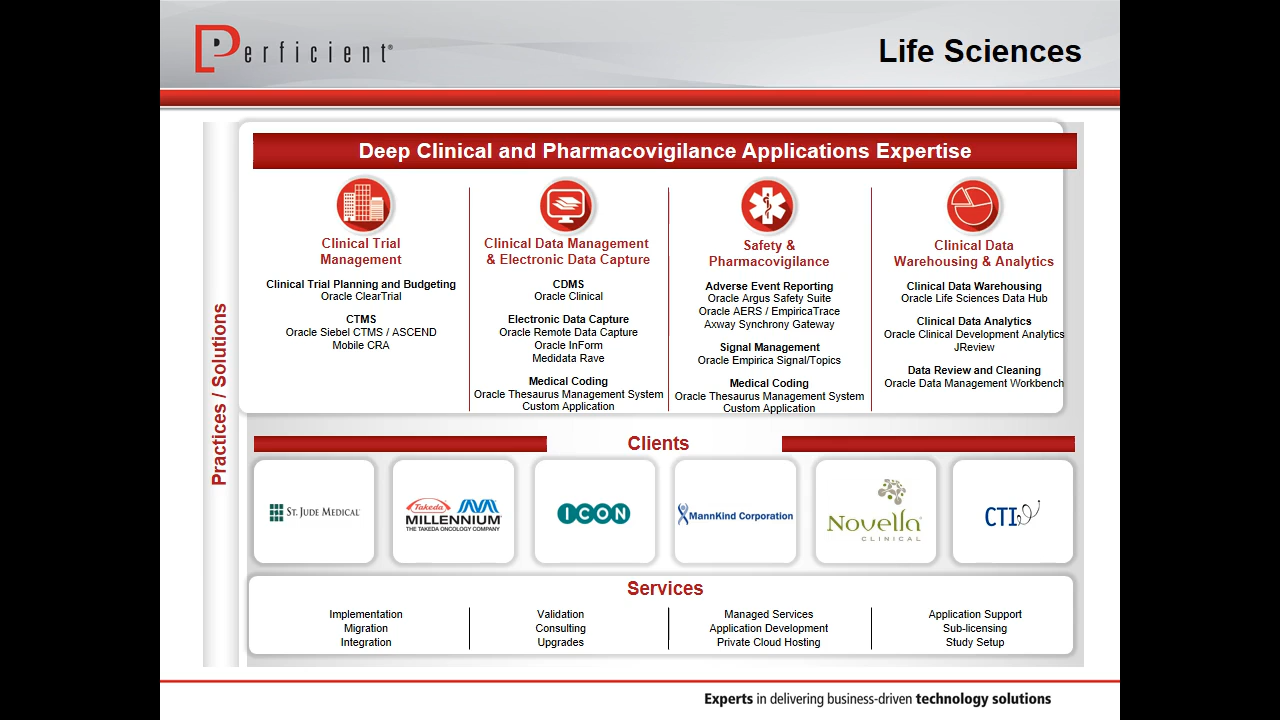 Perficient®
Life Sciences
Deep Clinical and Pharmacovigilance Applications Expertise
Practices / Solutions
Clinical Trial
Management
Clinical Trial Planning and Budgeting
Oracle ClearTrial
CTMS
Oracle Siebel CTMS / ASCEND
Mobile CRA
Clinical Data Management
& Electronic Data Capture
CDMS
Oracle Clinical
Electronic Data Capture
Oracle Remote Data Capture
Oracle InForm
Medidata Rave
Medical Coding
Oracle Thesaurus Management System
Custom Application
Safety &
Pharmacovigilance
Adverse Event Reporting
Oracle Argus Safety Suite
Oracle AERS / EmpiricaTrace
Axway Synchrony Gateway
Signal Management
Oracle Empirica Signal/Topics
Medical Coding
Oracle Thesaurus Management System
Custom Application
Clinical Data
Warehousing & Analytics
Clinical Data Warehousing
Oracle Life Sciences Data Hub
Clinical Data Analytics
Oracle Clinical Development Analytics
JReview
Data Review and Cleaning
Oracle Data Management Workbench
Clients
ST. JUDE MEDICAL
Takeda
MILLENNIUM
THE TAKEDA ONCOLOGY COMPANY
ICON
MannKind Corporation
Novella
CLINICAL
CTI
Services
Implementation
Migration
Integration
Validation
Consulting
Upgrades
Managed Services
Application Development
Private Cloud Hosting
Application Support
Sub-licensing
Study Setup
Experts in delivering business-driven technology solutions